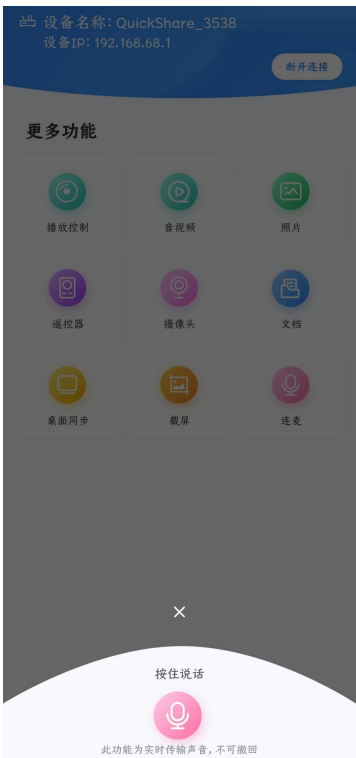 设备名称: QuickShare_3538
设备IP: 192.168.68.1
断开连接
更多功能
播放控制
音视频
照片
遥控器
摄像头
文档
桌面同步
截屏
连麦
按住说话
此功能为实时传输声音, 不可撤回